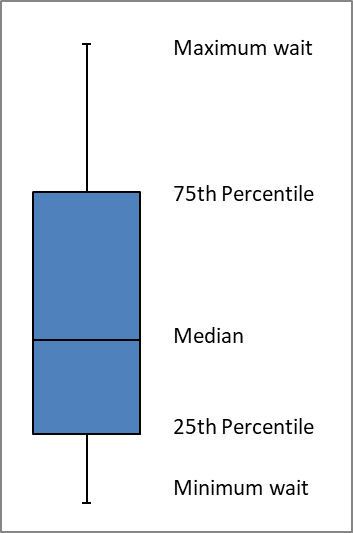 Maximum wait
75th Percentile
Median
25th Percentile
Minimum wait